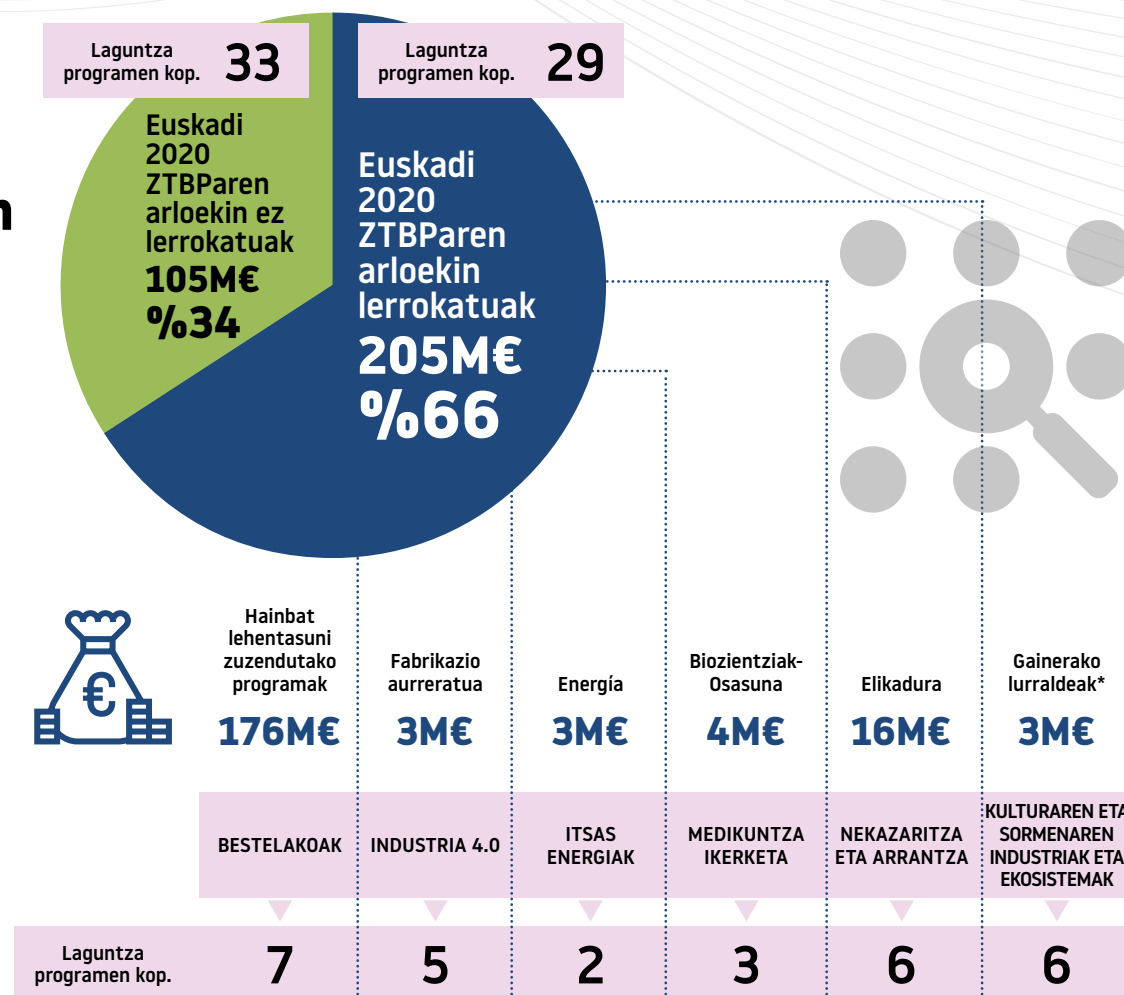 Laguntza
programen kop.
33
Laguntza
programen kop.
29
n
Euskadi
2020
ZTBParen
arloekin ez
lerrokatuak
105M€
%34
Euskadi
2020
ZTBParen
arloekin
lerrokatuak
205M€
%66
€
Hainbat
lehentasuni
zuzendutako
programak
176M€
Fabrikazio
aurreratua
3M€
Energía
3M€
Biozientziak-
Osasuna
4M€
Elikadura
16M€
Gainerako
lurraldeak*
3M€
BESTELAKOAK
INDUSTRIA 4.0
ITSAS
ENERGIAK
MEDIKUNTZA
IKERKETA
NEKAZARITZA
ETA ARRANTZA
KULTURAREN ETA
SORMENAREN
INDUSTRIAK ETA
EKOSISTEMAK
Laguntza
programen kop.
7
5
2
3
6
6